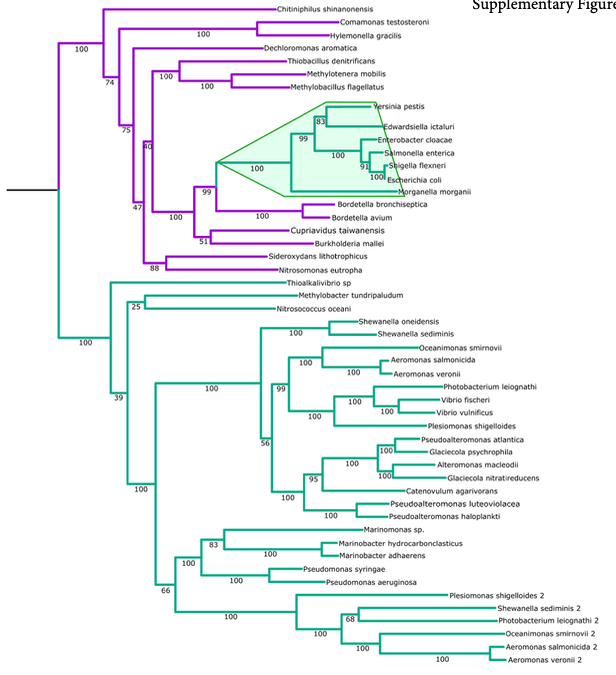 Supplementary Figure
Chitiniphilus shinanonensis
Comamonas testosteroni
100
Hylemonella gracilis
100
Dechloromonas aromatica
Thiobacillus denitrificans
100
Methylotenera mobilis
74
100
Methylobacillus flagellatus
Yersinia pestis
83
Edwardsiella ictaluri
75
99
Enterobacter cloacae
40
100
Salmonella enterica
91
Shigella flexneri
100
100
Escherichia coli
99
Morganella morganii
47
Bordetella bronchiseptica
100
100
Bordetella avium
Cupriavidus taiwanensis
51
Burkholderia mallei
Sideroxydans lithotrophicus
88
Nitrosomonas eutropha
Thioalkalivibrio sp
Methylobacter tundripaludum
25
Nitrosococcus oceani
Shewanella oneidensis
100
Shewanella sediminis
100
Oceanimonas smirnovii
100
Aeromonas salmonicida
100
Aeromonas veronii
100
99
Photobacterium leiognathi
39
100
Vibrio fischeri
100
100
Vibrio vulnificus
Plesiomonas shigelloides
56
Pseudoalteromonas atlantica
100
Glaciecola psychrophila
100
Alteromonas macleodii
95
100
Glaciecola nitratireducens
100
100
Catenovulum agarivorans
Pseudoalteromonas luteoviolacea
100
Pseudoalteromonas haloplankti
Marinomonas sp.
83
Marinobacter hydrocarbonclasticus
100
100
Marinobacter adhaerens
Pseudomonas syringae
100
Pseudomonas aeruginosa
66
Plesiomonas shigelloides 2
Shewanella sediminis 2
100
68
Photobacterium leiognathi 2
100
Oceanimonas smirnovii 2
100
Aeromonas salmonicida 2
100
Aeromonas veronii 2